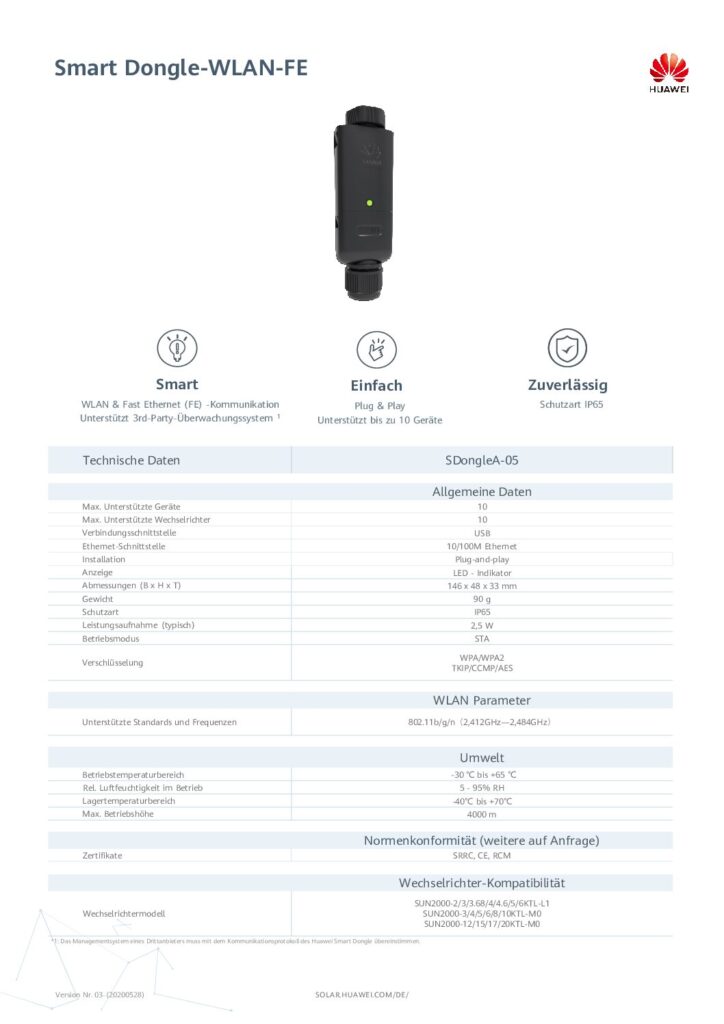 Smart Dongle-WLAN-FE
HUAWEI
Smart
WLAN & Fast Ethernet (FE) -Kommunikation
Unterstützt 3rd-Party-Überwachungssystem ¹
Einfach
Plug & Play
Unterstützt bis zu 10 Geräte
Zuverlässig
Schutzart IP65
Technische Daten SDongleA-05
Allgemeine Daten
Max. Unterstützte Geräte 10
Max. Unterstützte Wechselrichter 10
Verbindungsschnittstelle USB
Ethernet-Schnittstelle 10/100M Ethernet
Installation Plug-and-play
Anzeige LED - Indikator
Abmessungen (B x H x T) 146 x 48 x 33 mm
Gewicht 90 g
Schutzart IP65
Leistungsaufnahme (typisch) 2,5 W
Betriebsmodus STA
Verschlüsselung WPA/WPA2
TKIP/CCMP/AES
WLAN Parameter
Unterstützte Standards und Frequenzen 802.11b/g/n（2,412GHz—2,484GHz）
Umwelt
Betriebstemperaturbereich -30 °C bis +65 °C
Rel. Luftfeuchtigkeit im Betrieb 5 - 95% RH
Lagertemperaturbereich -40°C bis +70°C
Max. Betriebshöhe 4000 m
Normenkonformität (weitere auf Anfrage)
Zertifikate SRRC, CE, RCM
Wechselrichter-Kompatibilität
Wechselrichtermodell SUN2000-2/3/3.68/4/4.6/5/6KTL-L1
SUN2000-3/4/5/6/8/10KTL-M0
SUN2000-12/15/17/20KTL-M0
*1: Das Managementsystem eines Drittanbieters muss mit dem Kommunikationsprotokoll des Huawei Smart Dongle übereinstimmen.
Version Nr. 03- (20200528) SOLAR.HUAWEI.COM/DE/